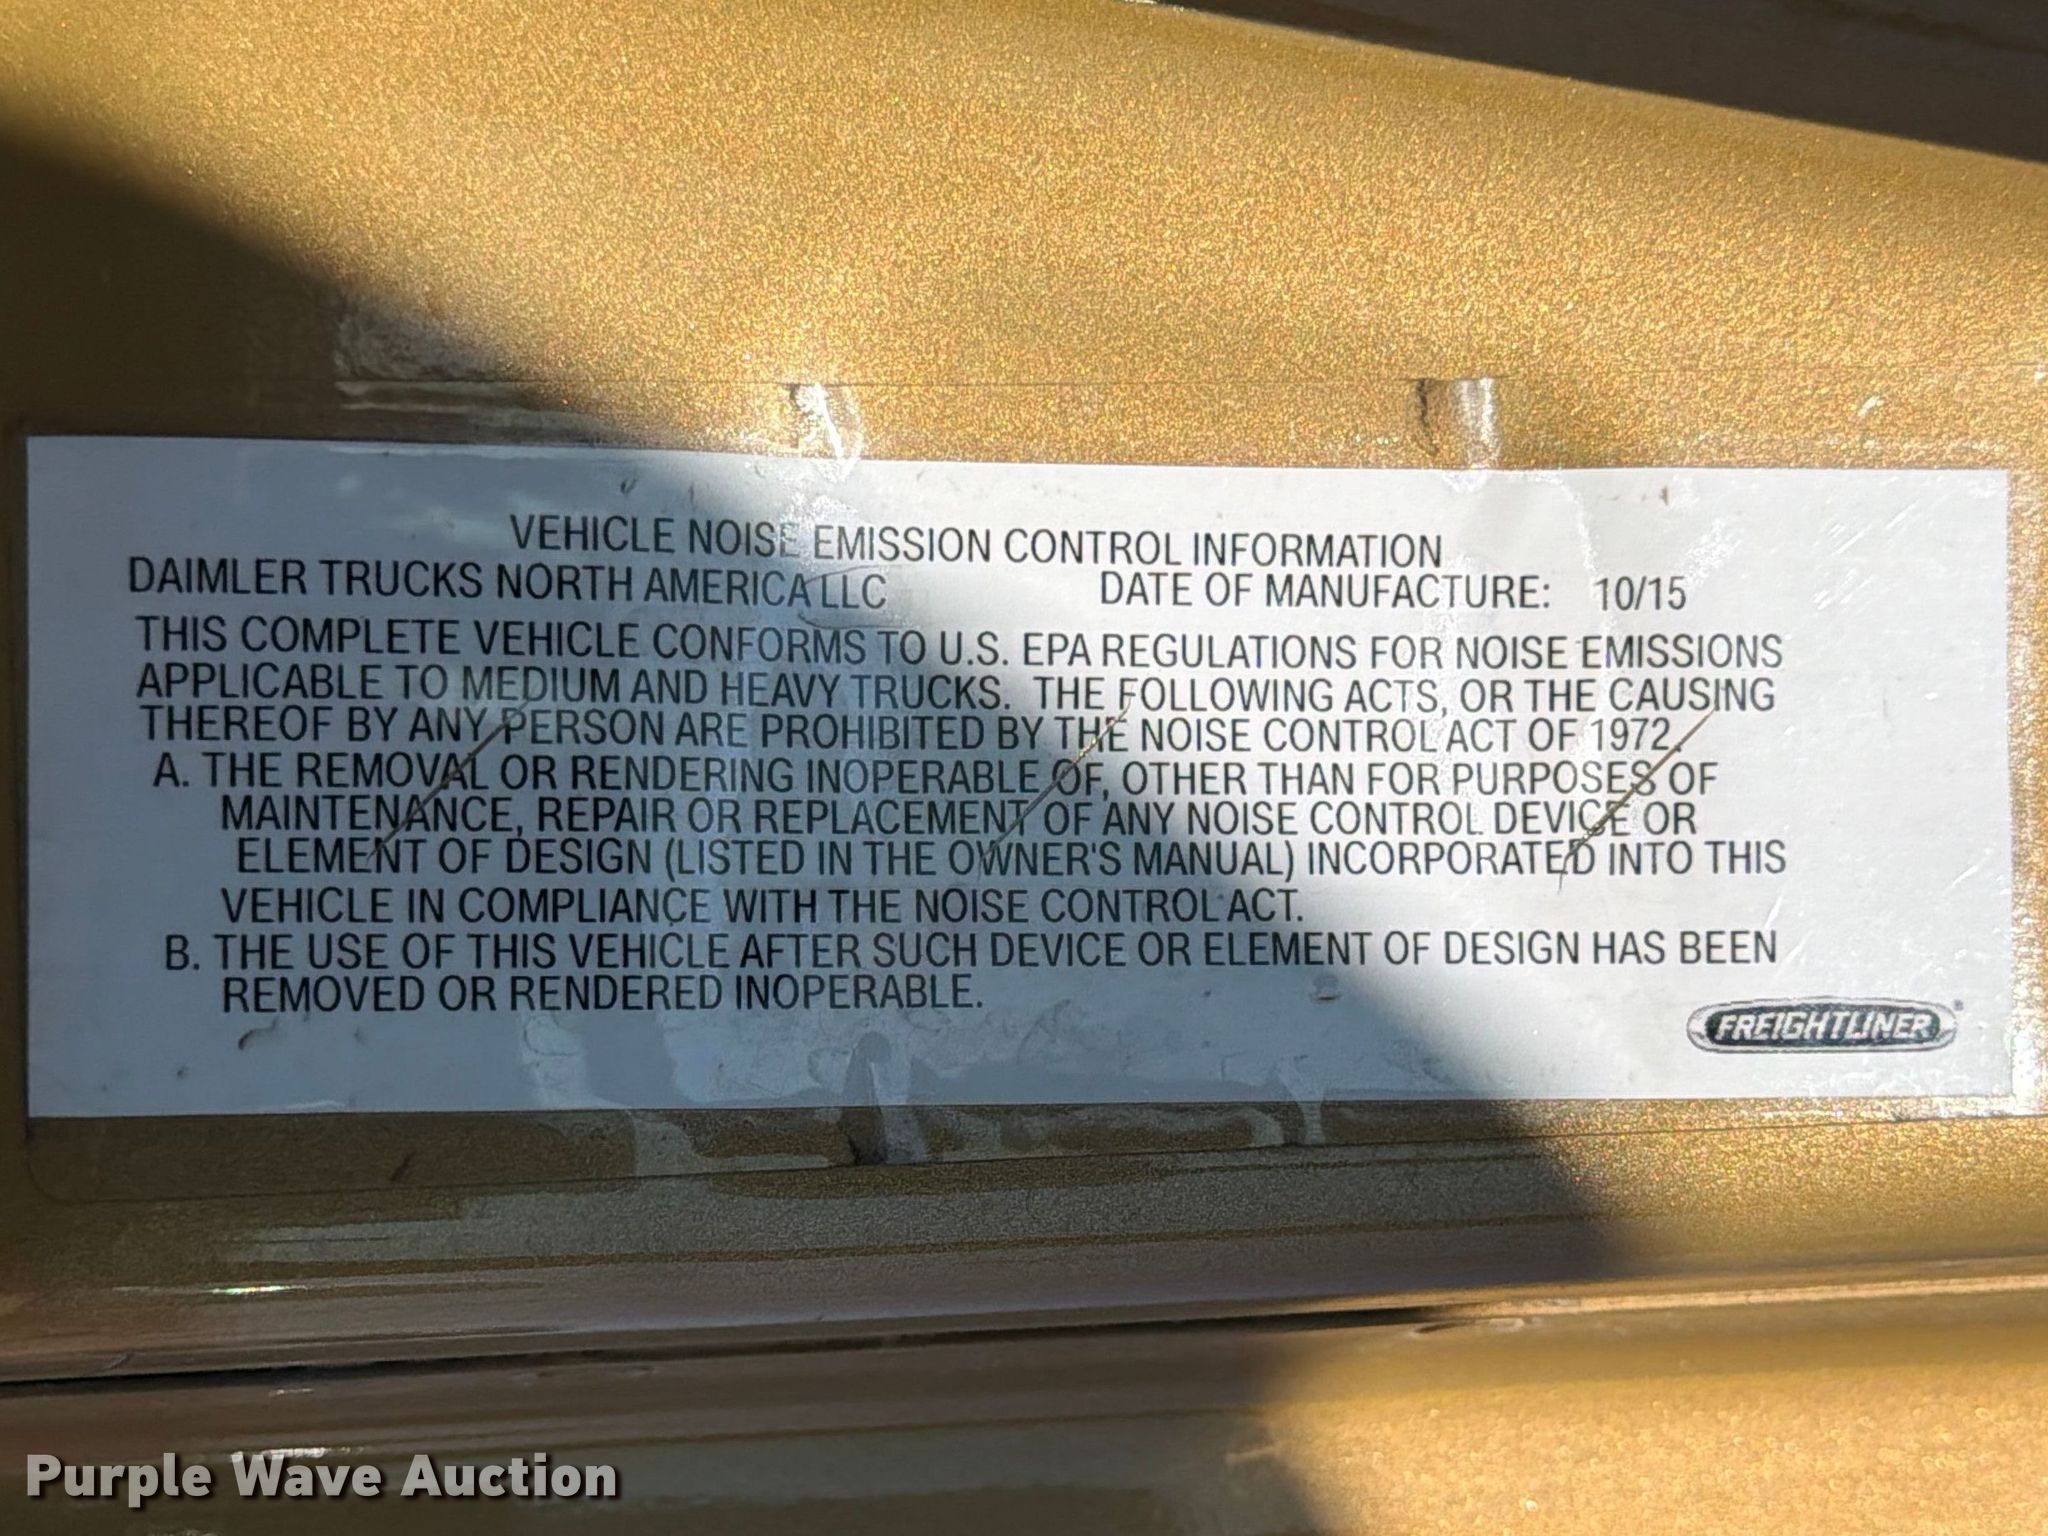 VEHICLE NOISE EMISSION CONTROL INFORMATION
DAIMLER TRUCKS NORTH AMERICA LLC DATE OF MANUFACTURE: 10/15
THIS COMPLETE VEHICLE CONFORMS TO U.S. EPA REGULATIONS FOR NOISE EMISSIONS
APPLICABLE TO MEDIUM AND HEAVY TRUCKS. THE FOLLOWING ACTS, OR THE CAUSING
THEREOF BY ANY PERSON ARE PROHIBITED BY THE NOISE CONTROL ACT OF 1972.
A. THE REMOVAL OR RENDERING INOPERABLE OF, OTHER THAN FOR PURPOSES OF
MAINTENANCE, REPAIR OR REPLACEMENT OF ANY NOISE CONTROL DEVICE OR
ELEMENT OF DESIGN (LISTED IN THE OWNER'S MANUAL) INCORPORATED INTO THIS
VEHICLE IN COMPLIANCE WITH THE NOISE CONTROL ACT.
B. THE USE OF THIS VEHICLE AFTER SUCH DEVICE OR ELEMENT OF DESIGN HAS BEEN
REMOVED OR RENDERED INOPERABLE.
FREIGHTLINER®
Purple Wave Auction